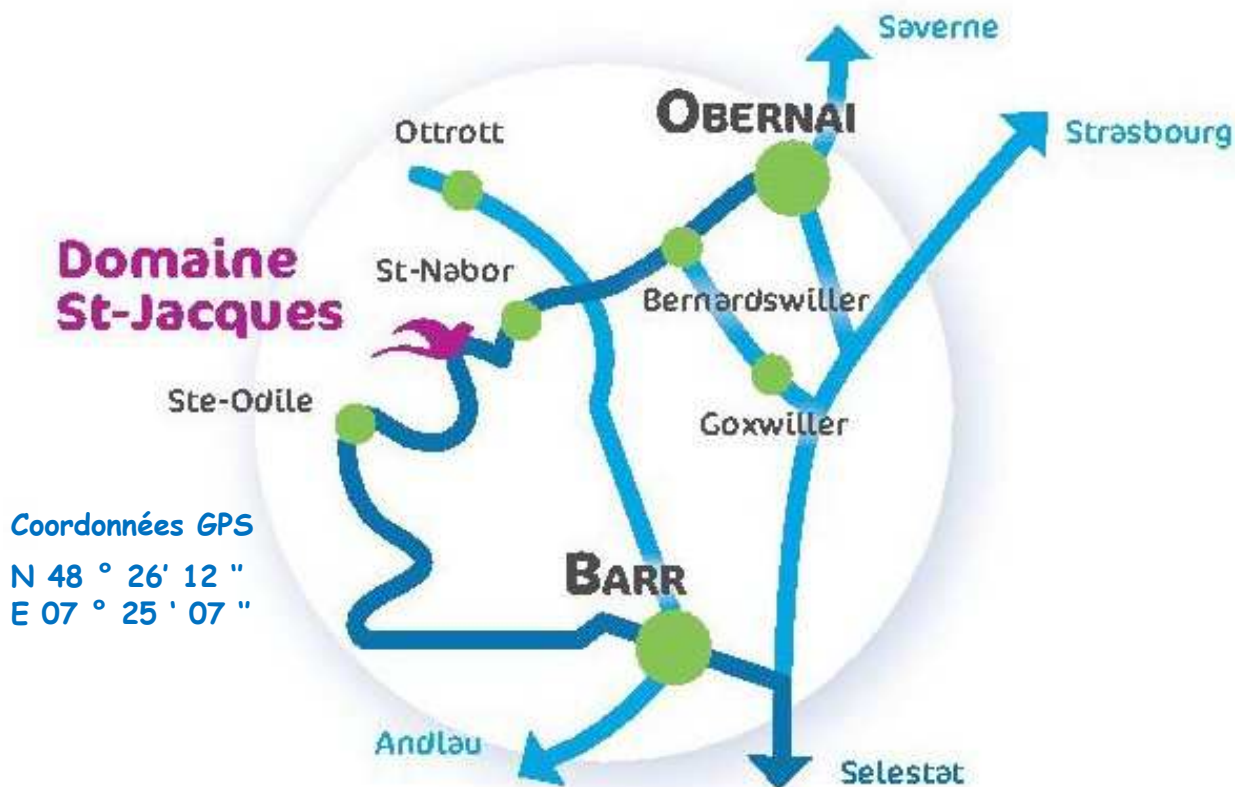 Saverne
OBERNAI
Strasbourg
Ottrott
Domaine
St-Jacques
St-Nabor
Bernardswiller
Ste-Odile
Goxwiller
Coordonnées GPS
N 48 ° 26' 12 "
E 07 ° 25 ' 07 "
BARR
Andlau
Selestat